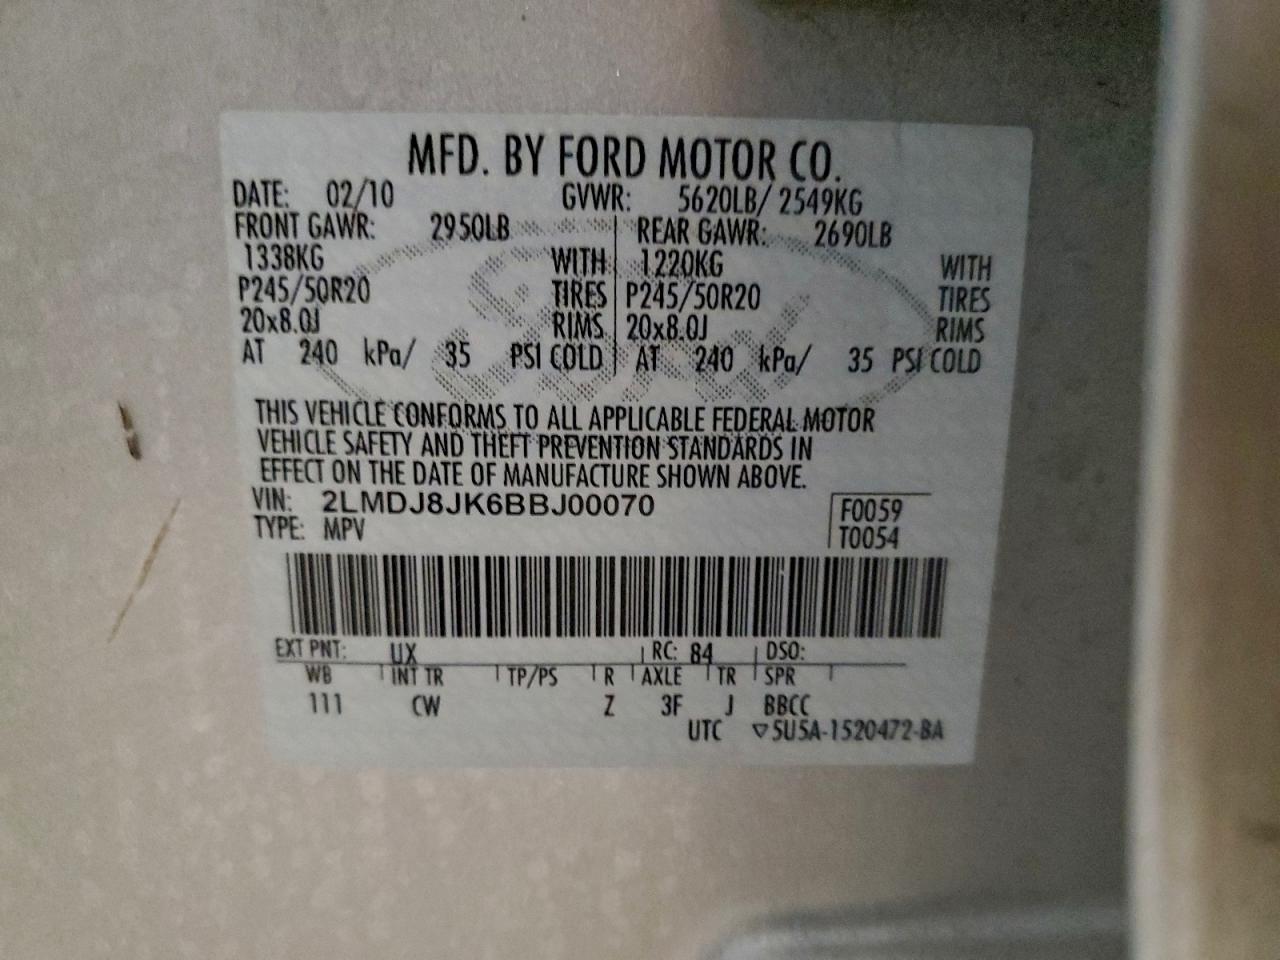 MFD. BY FORD MOTOR CO.
DATE: 02/10 GVWR: 5620LB/ 2549KG
FRONT GAWR: 2950LB REAR GAWR: 2690LB
1338KG WITH 1220KG WITH
P245/50R20 TIRES P245/50R20 TIRES
20x8.0J RIMS 20x8.0J RIMS
AT 240 kPa/ 35 PSI COLD AT 240 kPa/ 35 PSI COLD
THIS VEHICLE CONFORMS TO ALL APPLICABLE FEDERAL MOTOR
VEHICLE SAFETY AND THEFT PREVENTION STANDARDS IN
EFFECT ON THE DATE OF MANUFACTURE SHOWN ABOVE.
VIN: 2LMDJ8JK6BBJ00070 F0059
TYPE: MPV T0054
EXT PNT: UX RC: 84 DSO:
WB INT TR TP/PS R AXLE TR SPR
111 CW Z 3F J BBCC
UTC ▽5U5A-1520472-BA